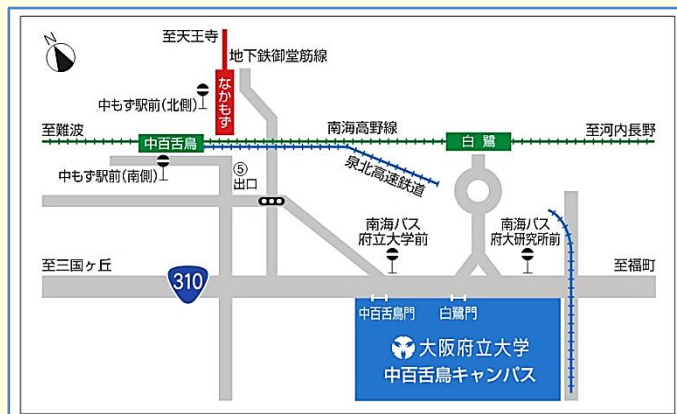 N
至天王寺
地下鉄御堂筋線
なかもず
中もず駅前(北側)
至難波
中百舌鳥
南海高野線
白鷺
至河内長野
中もず駅前(南側)
⑤
出口
泉北高速鉄道
南海バス
府立大学前
南海バス
府大研究所前
至三国ヶ丘
310
至福町
中百舌鳥門
白鷺門
大阪府立大学
中百舌鳥キャンパス